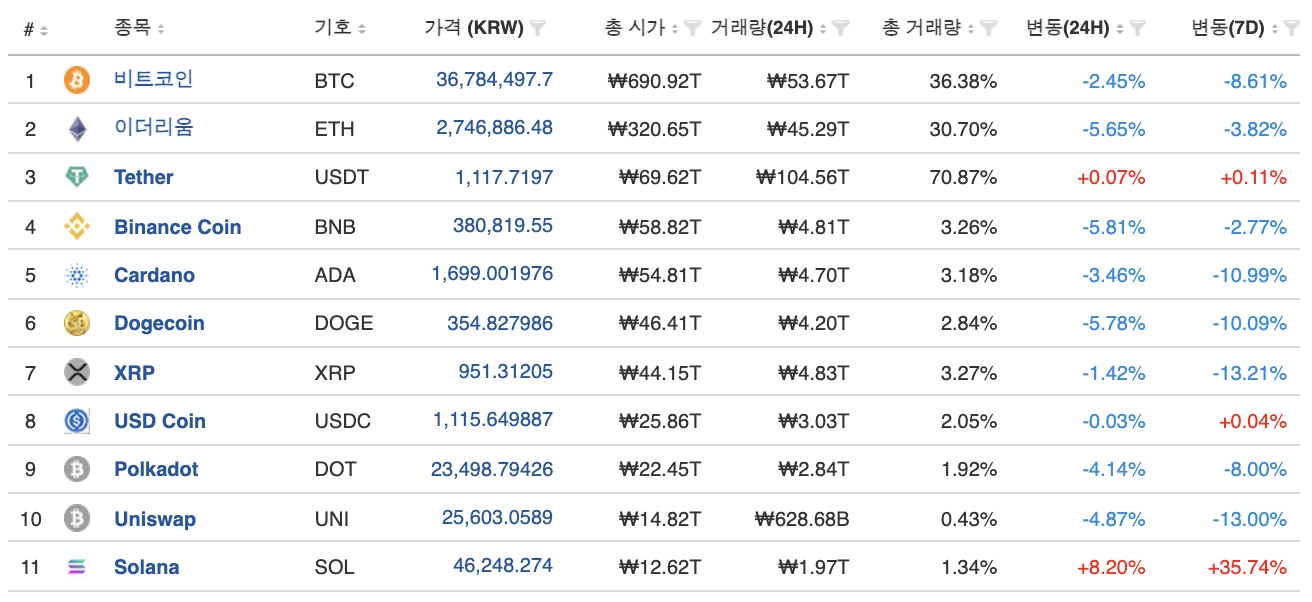 # 종목 기호 가격 (KRW) 총 시가 거래량(24H) 총 거래량 변동(24H) 변동(7D)
1 비트코인 BTC 36,784,497.7 ₩690.92T ₩53.67T 36.38% -2.45% -8.61%
2 이더리움 ETH 2,746,886.48 ₩320.65T ₩45.29T 30.70% -5.65% -3.82%
3 Tether USDT 1,117.7197 ₩69.62T ₩104.56T 70.87% +0.07% +0.11%
4 Binance Coin BNB 380,819.55 ₩58.82T ₩4.81T 3.26% -5.81% -2.77%
5 Cardano ADA 1,699.001976 ₩54.81T ₩4.70T 3.18% -3.46% -10.99%
6 Dogecoin DOGE 354.827986 ₩46.41T ₩4.20T 2.84% -5.78% -10.09%
7 XRP XRP 951.31205 ₩44.15T ₩4.83T 3.27% -1.42% -13.21%
8 USD Coin USDC 1,115.649887 ₩25.86T ₩3.03T 2.05% -0.03% +0.04%
9 Polkadot DOT 23,498.79426 ₩22.45T ₩2.84T 1.92% -4.14% -8.00%
10 Uniswap UNI 25,603.0589 ₩14.82T ₩628.68B 0.43% -4.87% -13.00%
11 Solana SOL 46,248.274 ₩12.62T ₩1.97T 1.34% +8.20% +35.74%